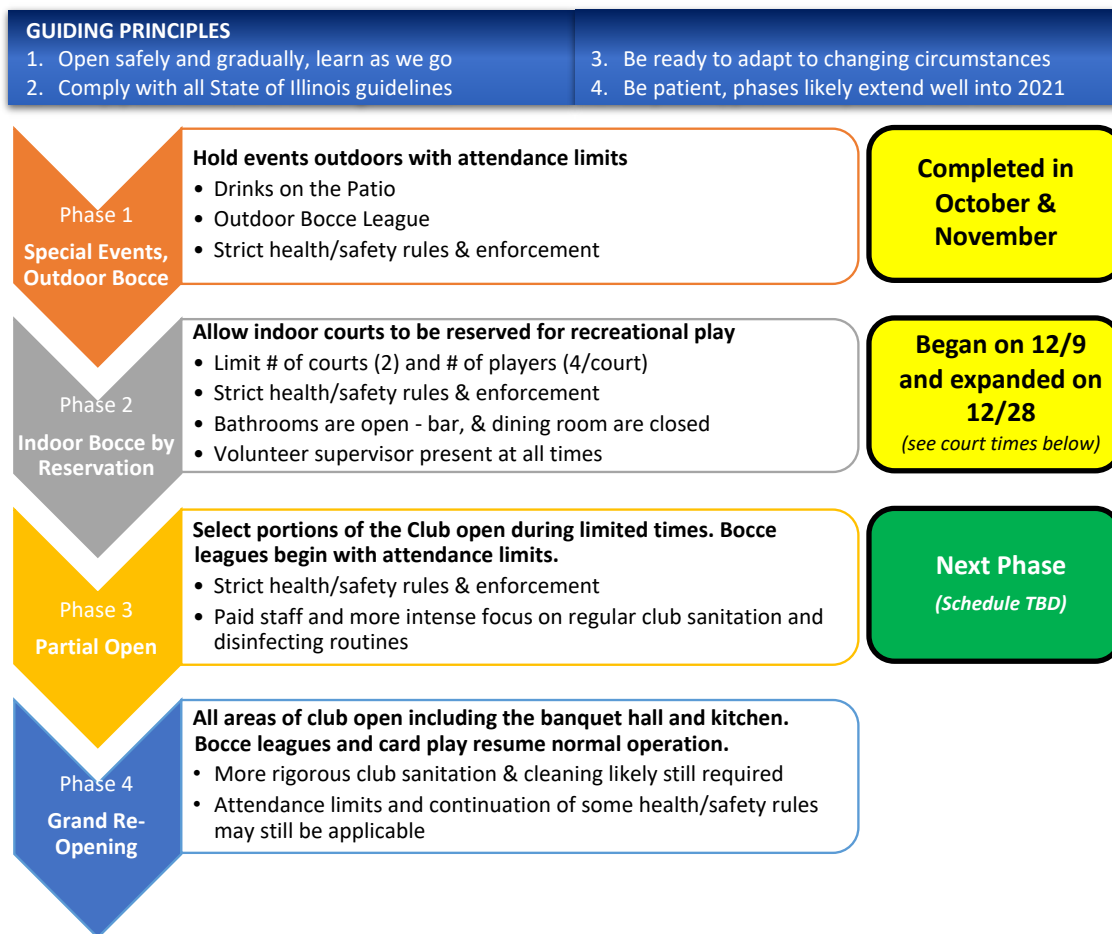 GUIDING PRINCIPLES
1. Open safely and gradually, learn as we go
2. Comply with all State of Illinois guidelines
3. Be ready to adapt to changing circumstances
4. Be patient, phases likely extend well into 2021
Phase 1
Special Events,
Outdoor Bocce
Hold events outdoors with attendance limits
• Drinks on the Patio
• Outdoor Bocce League
• Strict health/safety rules & enforcement
Completed in
October &
November
Phase 2
Indoor Bocce by
Reservation
Allow indoor courts to be reserved for recreational play
• Limit # of courts (2) and # of players (4/court)
• Strict health/safety rules & enforcement
• Bathrooms are open - bar, & dining room are closed
• Volunteer supervisor present at all times
Began on 12/9
and expanded on
12/28
(see court times below)
Phase 3
Partial Open
Select portions of the Club open during limited times. Bocce
leagues begin with attendance limits.
• Strict health/safety rules & enforcement
• Paid staff and more intense focus on regular club sanitation and
disinfecting routines
Next Phase
(Schedule TBD)
Phase 4
Grand Re-
Opening
All areas of club open including the banquet hall and kitchen.
Bocce leagues and card play resume normal operation.
• More rigorous club sanitation & cleaning likely still required
• Attendance limits and continuation of some health/safety rules
may still be applicable